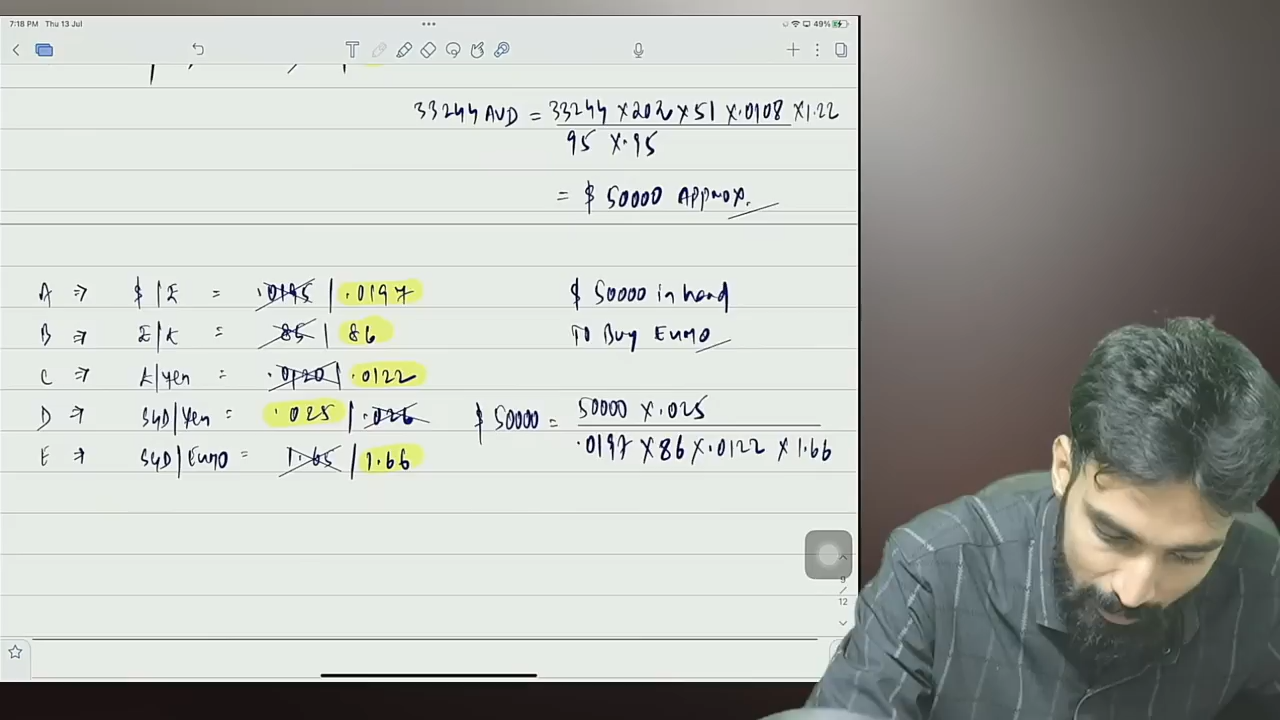 7:18 PM Thu 13 Jul
49%
33244 AUD = 33244 × 202 × 51 × .0108 × 1.22
95 × .95
= $ 50000 Approx.
A ⇒ $|Σ = .0195 | .0197
$ 50000 in hand
B ⇒ Σ|K = 85 | 86
To Buy Euro
C ⇒ K|yen = .0120 | .0122
D ⇒ SGD|Yen = .025 | .026
$ 50000 = 50000 × .025
.0197 × 86 × .0122 × 1.66
E ⇒ SGD|Euro = 1.65 | 1.66
9
/
12